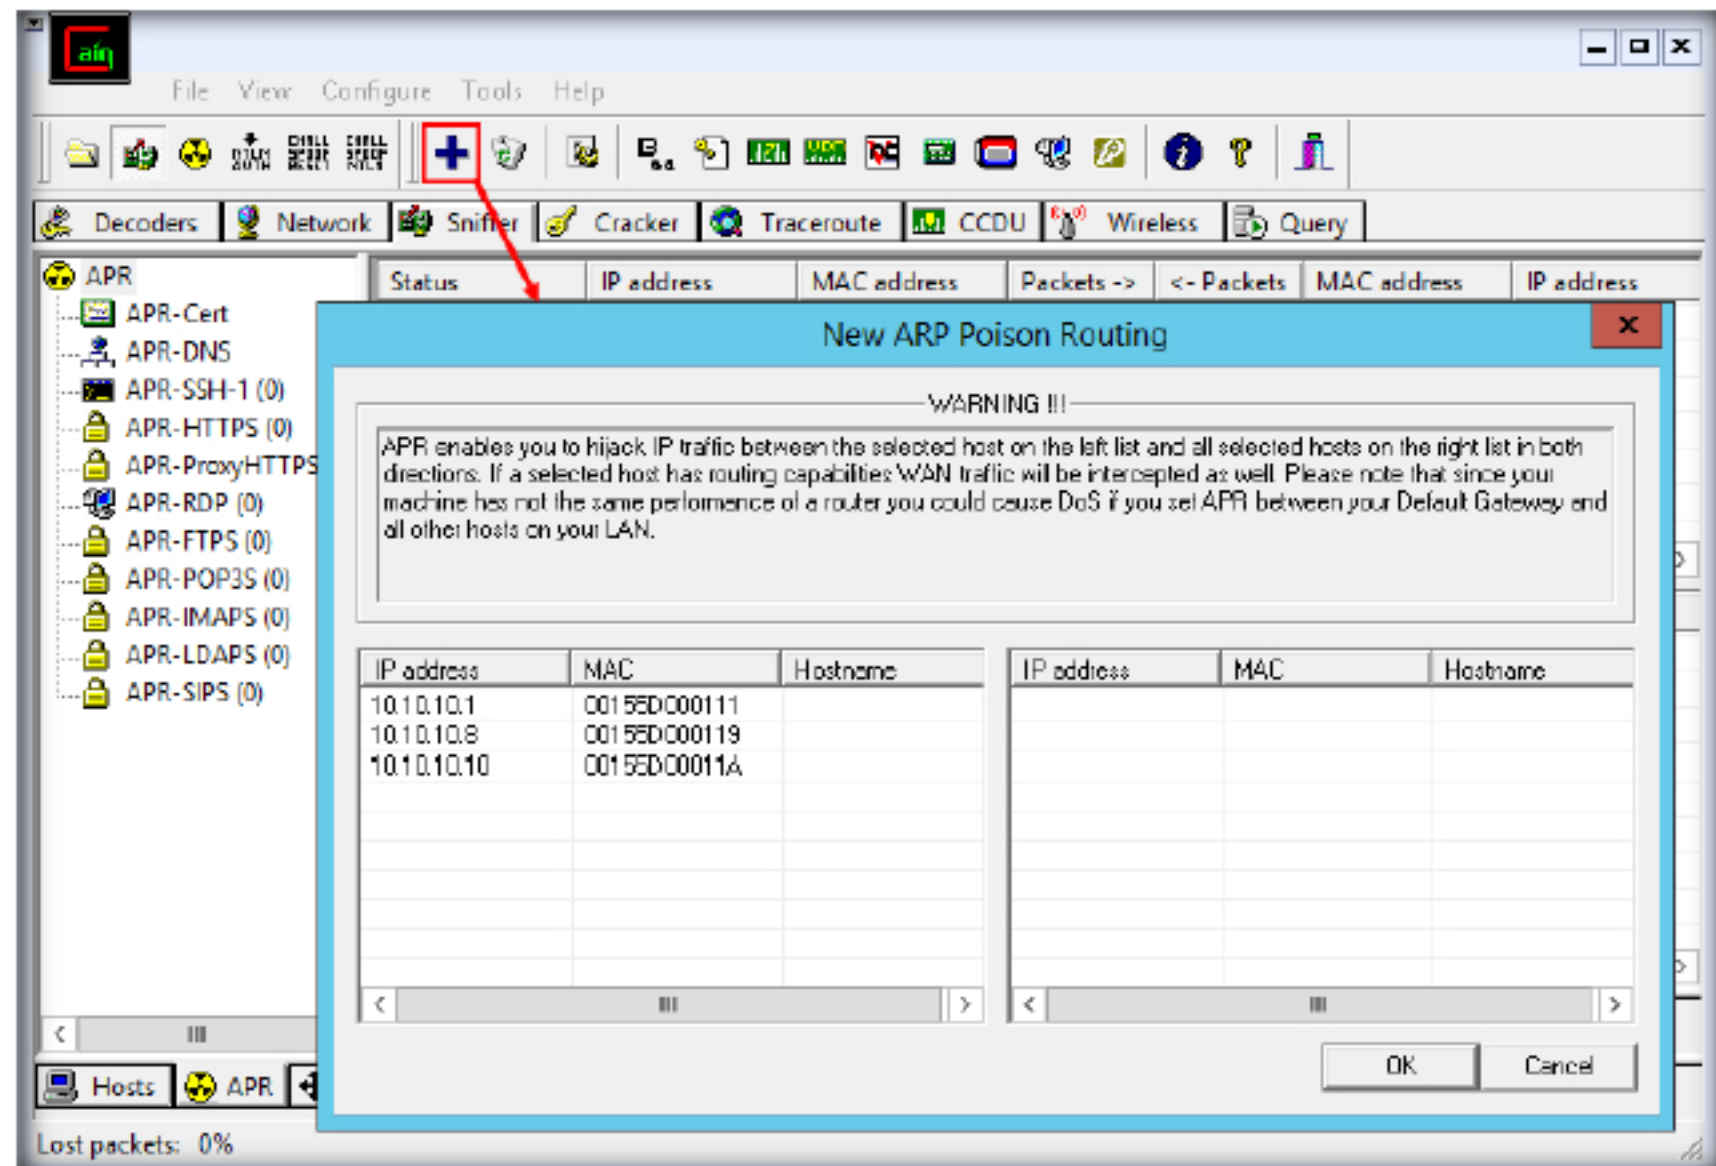 Cain
File View Configure Tools Help
Decoders Network Sniffer Cracker Traceroute CCDU Wireless Query
APR
Status IP address MAC address Packets -> <- Packets MAC address IP address
APR-Cert
APR-DNS
APR-SSH-1 (0)
APR-HTTPS (0)
APR-ProxyHTTPS
APR-RDP (0)
APR-FTPS (0)
APR-POP3S (0)
APR-IMAPS (0)
APR-LDAPS (0)
APR-SIPS (0)
New ARP Poison Routing
WARNING !!!
APR enables you to hijack IP traffic between the selected host on the left list and all selected hosts on the right list in both
directions. If a selected host has routing capabilities WAN traffic will be intercepted as well. Please note that since your
machine has not the same performance of a router you could cause DoS if you set APR between your Default Gateway and
all other hosts on your LAN.
IP address MAC Hostname IP address MAC Hostname
10.10.10.1 00155D000111
10.10.10.8 00155D000119
10.10.10.10 00155D00011A
OK Cancel
Hosts APR
Lost packets: 0%